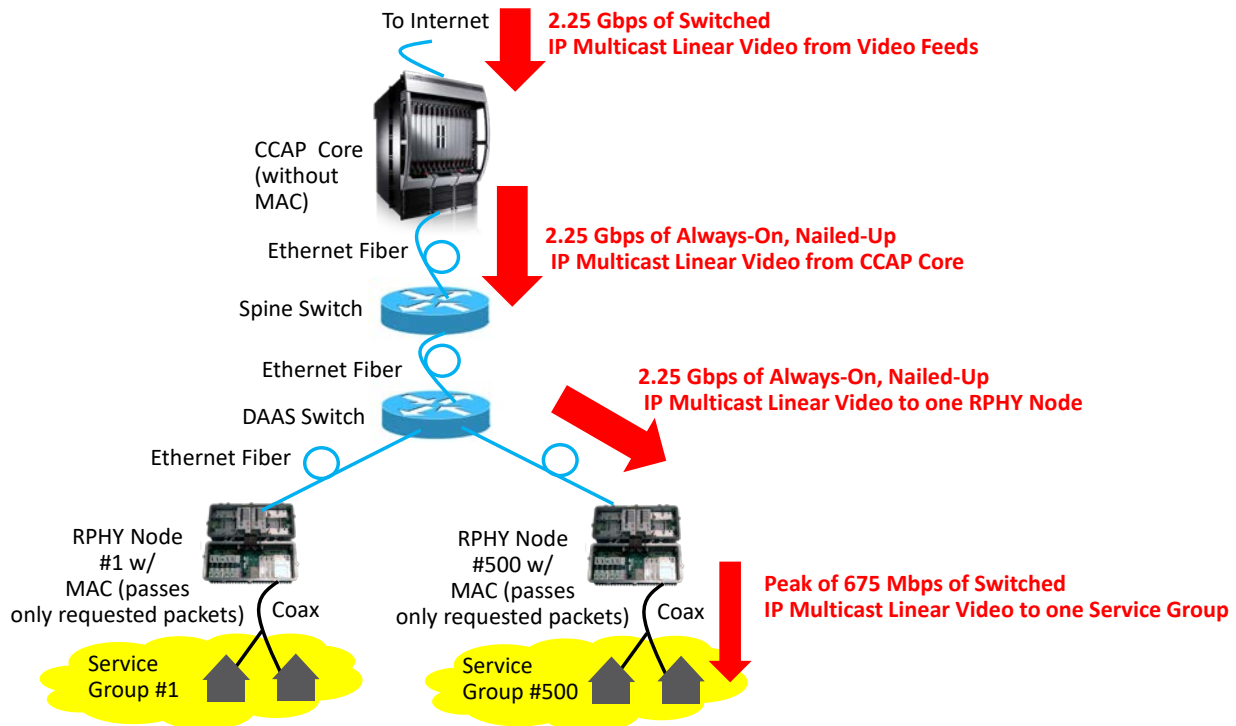 To Internet
2.25 Gbps of Switched
IP Multicast Linear Video from Video Feeds
CCAP Core
(without
MAC)
2.25 Gbps of Always-On, Nailed-Up
IP Multicast Linear Video from CCAP Core
Ethernet Fiber
Spine Switch
Ethernet Fiber
2.25 Gbps of Always-On, Nailed-Up
IP Multicast Linear Video to one RPHY Node
DAAS Switch
Ethernet Fiber
RPHY Node
#1 w/
MAC (passes
only requested packets)
Coax
RPHY Node
#500 w/
MAC (passes
only requested packets)
Coax
Peak of 675 Mbps of Switched
IP Multicast Linear Video to one Service Group
Service
Group #1
Service
Group #500